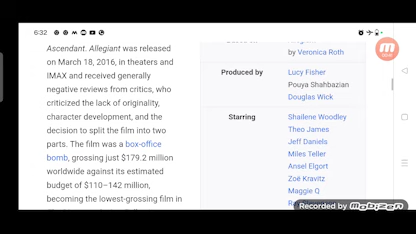 6:32
Ascendant. Allegiant was released
on March 18, 2016, in theaters and
IMAX and received generally
negative reviews from critics, who
criticized the lack of originality,
character development, and the
decision to split the film into two
parts. The film was a box-office
bomb, grossing just $179.2 million
worldwide against its estimated
budget of $110–142 million,
becoming the lowest-grossing film in
by Veronica Roth
Produced by
Lucy Fisher
Pouya Shahbazian
Douglas Wick
Starring
Shailene Woodley
Theo James
Jeff Daniels
Miles Teller
Ansel Elgort
Zoë Kravitz
Maggie Q
Recorded by
Mobizen